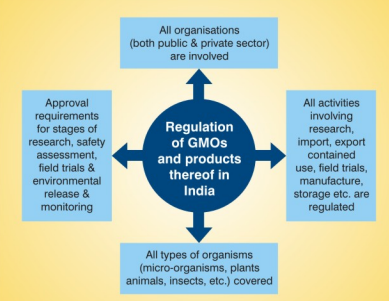 All organisations
(both public & private sector)
are involved
Approval
requirements
for stages of
research, safety
assessment,
field trials &
environmental
release &
monitoring
Regulation
of GMOs
and products
thereof in
India
All activities
involving
research,
import, export
contained
use, field trials,
manufacture,
storage etc. are
regulated
All types of organisms
(micro-organisms, plants
animals, insects, etc.) covered